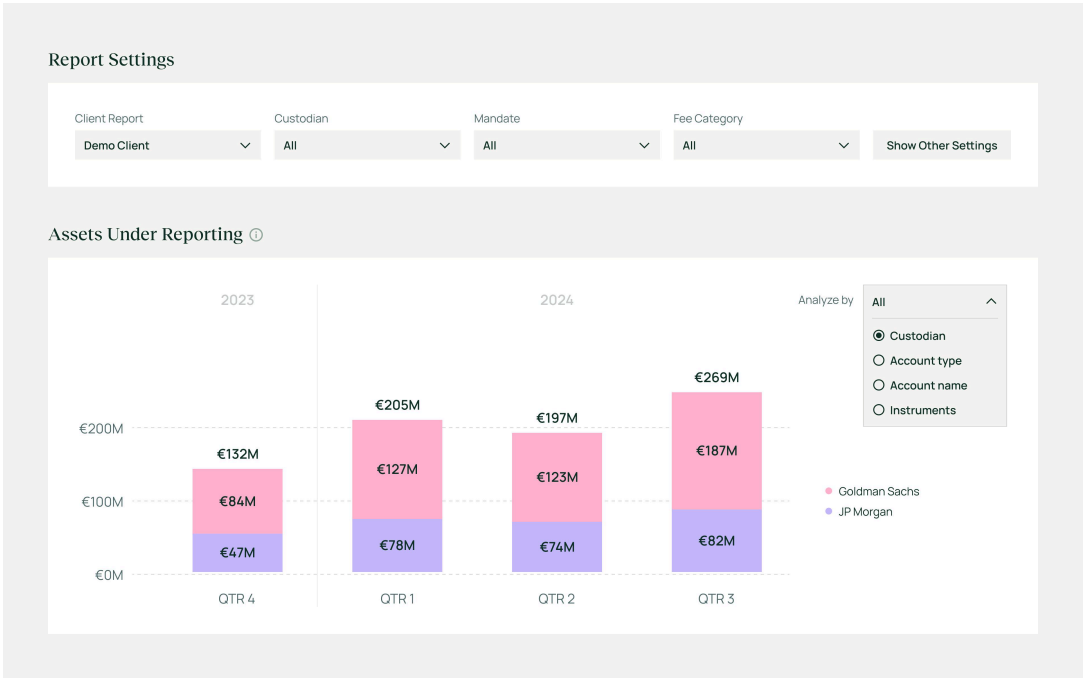 Report Settings
Client Report Custodian Mandate Fee Category
Demo Client All All All Show Other Settings
Assets Under Reporting
2023 2024 Analyze by All
Custodian
Account type
Account name
Instruments
€269M
€205M
€197M
€200M
€132M
€187M
€127M
€123M
€100M €84M
Goldman Sachs
JP Morgan
€82M
€78M
€74M
€47M
€0M
QTR 4 QTR 1 QTR 2 QTR 3